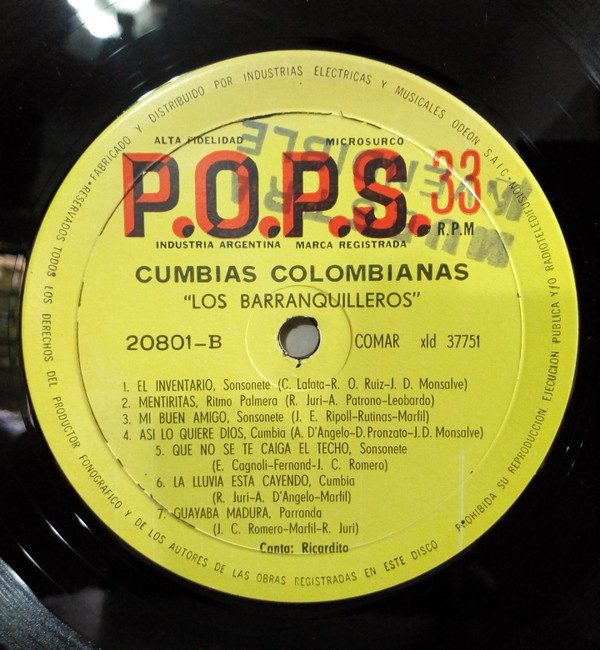 FABRICADO Y DISTRIBUIDO POR INDUSTRIAS ELECTRICAS Y MUSICALES ODEON S.A.I.C.
ALTA FIDELIDAD MICROSURCO
P.O.P.S. 33
R.P.M
INDUSTRIA ARGENTINA MARCA REGISTRADA
CUMBIAS COLOMBIANAS
"LOS BARRANQUILLEROS"
20801-B COMAR xld 37751
1. EL INVENTARIO, Sonsonete (C. Lafota-R. O. Ruiz-J. D. Monsalve)
2. MENTIRITAS, Ritmo Palmera (R. Juri-A. Patrono-Leobardo)
3. MI BUEN AMIGO, Sonsonete (J. E. Ripoll-Rutinas-Marfil)
4. ASI LO QUIERE DIOS, Cumbia (A. D'Angelo-D. Pronzato-J. D. Monsalve)
5. QUE NO SE TE CAIGA EL TECHO, Sonsonete
(E. Cagnoli-Fernand-J. C. Romero)
6. LA LLUVIA ESTA CAYENDO, Cumbia
(R. Juri-A. D'Angelo-Marfil)
7. GUAYABA MADURA, Parranda
(J. C. Romero-Marfil-R. Juri)
Canta: Ricardito
RESERVADOS TODOS LOS DERECHOS DEL PRODUCTOR FONOGRAFICO Y DE LOS AUTORES DE LAS OBRAS REGISTRADAS EN ESTE DISCO
PROHIBIDA SU REPRODUCCION, EJECUCION PUBLICA Y/O RADIOTELEDIFUSION